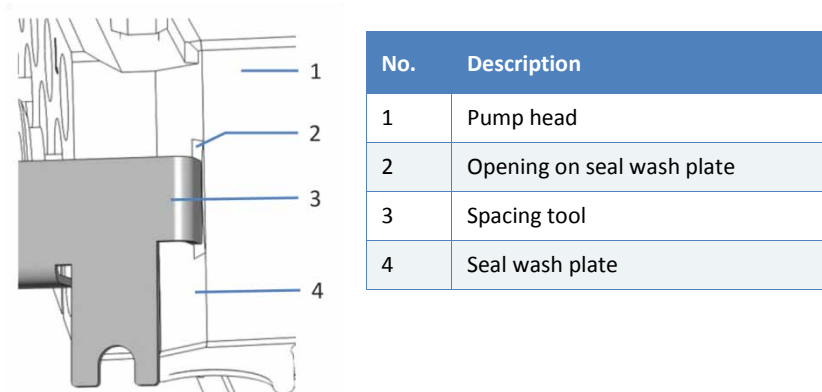 1
2
3
4
No. Description
1 Pump head
2 Opening on seal wash plate
3 Spacing tool
4 Seal wash plate